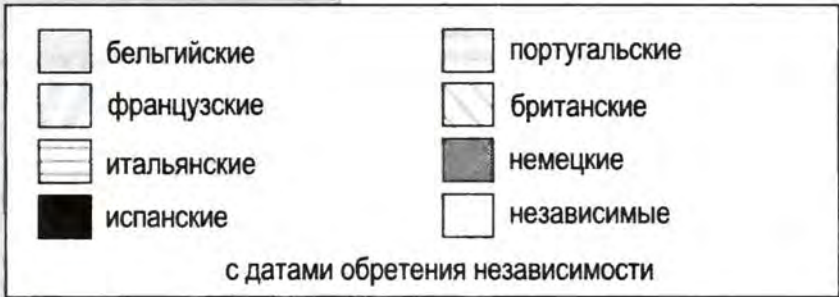 бельгийские
португальские
французские
британские
итальянские
немецкие
испанские
независимые
с датами обретения независимости